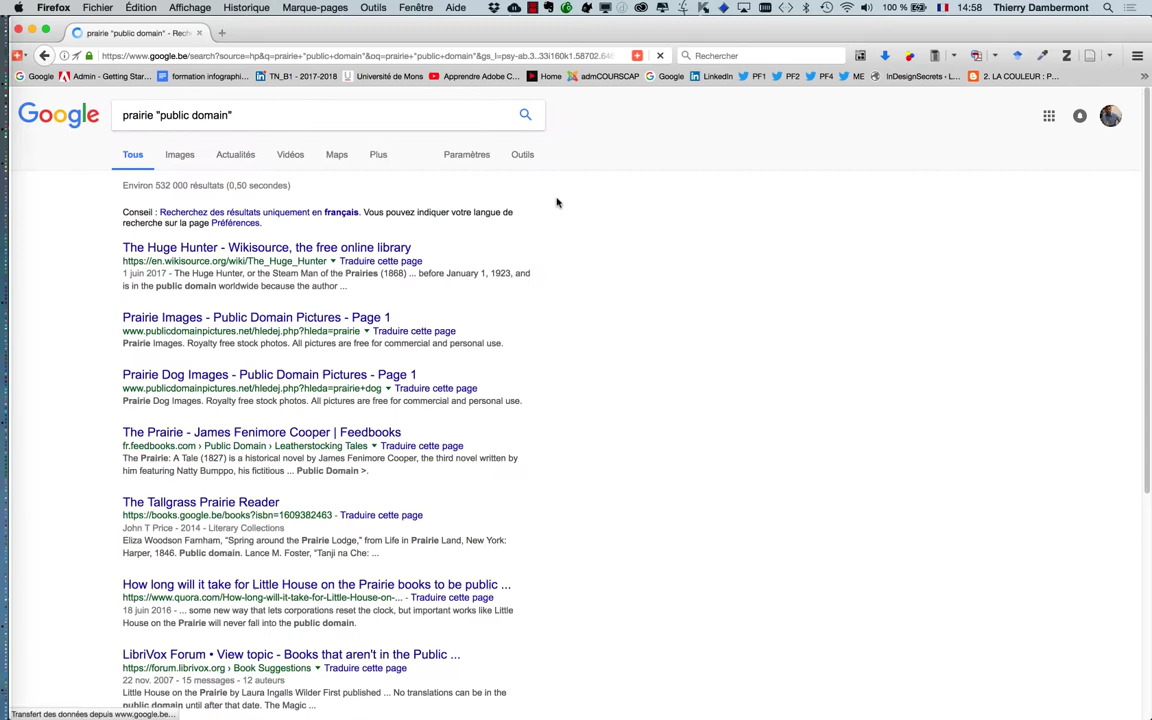 Firefox Fichier Édition Affichage Historique Marque-pages Outils Fenêtre Aide 100 % 14:58 Thierry Dambermont
prairie "public domain" - Rech
https://www.google.be/search?source=hp&q=prairie+"public+domain"&oq=prairie+"public+domain"&gs_l=psy-ab.3..33i160k1.58702.64 Rechercher
Google Admin - Getting Star... formation infographi... TN_B1 - 2017-2018 Université de Mons Apprendre Adobe C... Home admCOURSCAP Google LinkedIn PF1 PF2 PF4 ME InDesignSecrets › L... 2. LA COULEUR : P...
Google prairie "public domain"
Tous Images Actualités Vidéos Maps Plus Paramètres Outils
Environ 532 000 résultats (0,50 secondes)
Conseil : Recherchez des résultats uniquement en français. Vous pouvez indiquer votre langue de
recherche sur la page Préférences.
The Huge Hunter - Wikisource, the free online library
https://en.wikisource.org/wiki/The_Huge_Hunter Traduire cette page
1 juin 2017 - The Huge Hunter, or the Steam Man of the Prairies (1868) ... before January 1, 1923, and
is in the public domain worldwide because the author ...
Prairie Images - Public Domain Pictures - Page 1
www.publicdomainpictures.net/hledej.php?hleda=prairie Traduire cette page
Prairie Images. Royalty free stock photos. All pictures are free for commercial and personal use.
Prairie Dog Images - Public Domain Pictures - Page 1
www.publicdomainpictures.net/hledej.php?hleda=prairie+dog Traduire cette page
Prairie Dog Images. Royalty free stock photos. All pictures are free for commercial and personal use.
The Prairie - James Fenimore Cooper | Feedbooks
fr.feedbooks.com › Public Domain › Leatherstocking Tales Traduire cette page
The Prairie: A Tale (1827) is a historical novel by James Fenimore Cooper, the third novel written by
him featuring Natty Bumppo, his fictitious ... Public Domain >.
The Tallgrass Prairie Reader
https://books.google.be/books?isbn=1609382463 - Traduire cette page
John T Price - 2014 - Literary Collections
Eliza Woodson Farnham, "Spring around the Prairie Lodge," from Life in Prairie Land, New York:
Harper, 1846. Public domain. Lance M. Foster, "Tanji na Che: ...
How long will it take for Little House on the Prairie books to be public ...
https://www.quora.com/How-long-will-it-take-for-Little-House-on-... - Traduire cette page
18 juin 2016 - ... some new way that lets corporations reset the clock, but important works like Little
House on the Prairie will never fall into the public domain.
LibriVox Forum • View topic - Books that aren't in the Public ...
https://forum.librivox.org › Book Suggestions Traduire cette page
22 nov. 2007 - 15 messages - 12 auteurs
Little House on the Prairie by Laura Ingalls Wilder First published ... No translations can be in the
public domain until after that date. The Magic ...
Transfert des données depuis www.google.be...